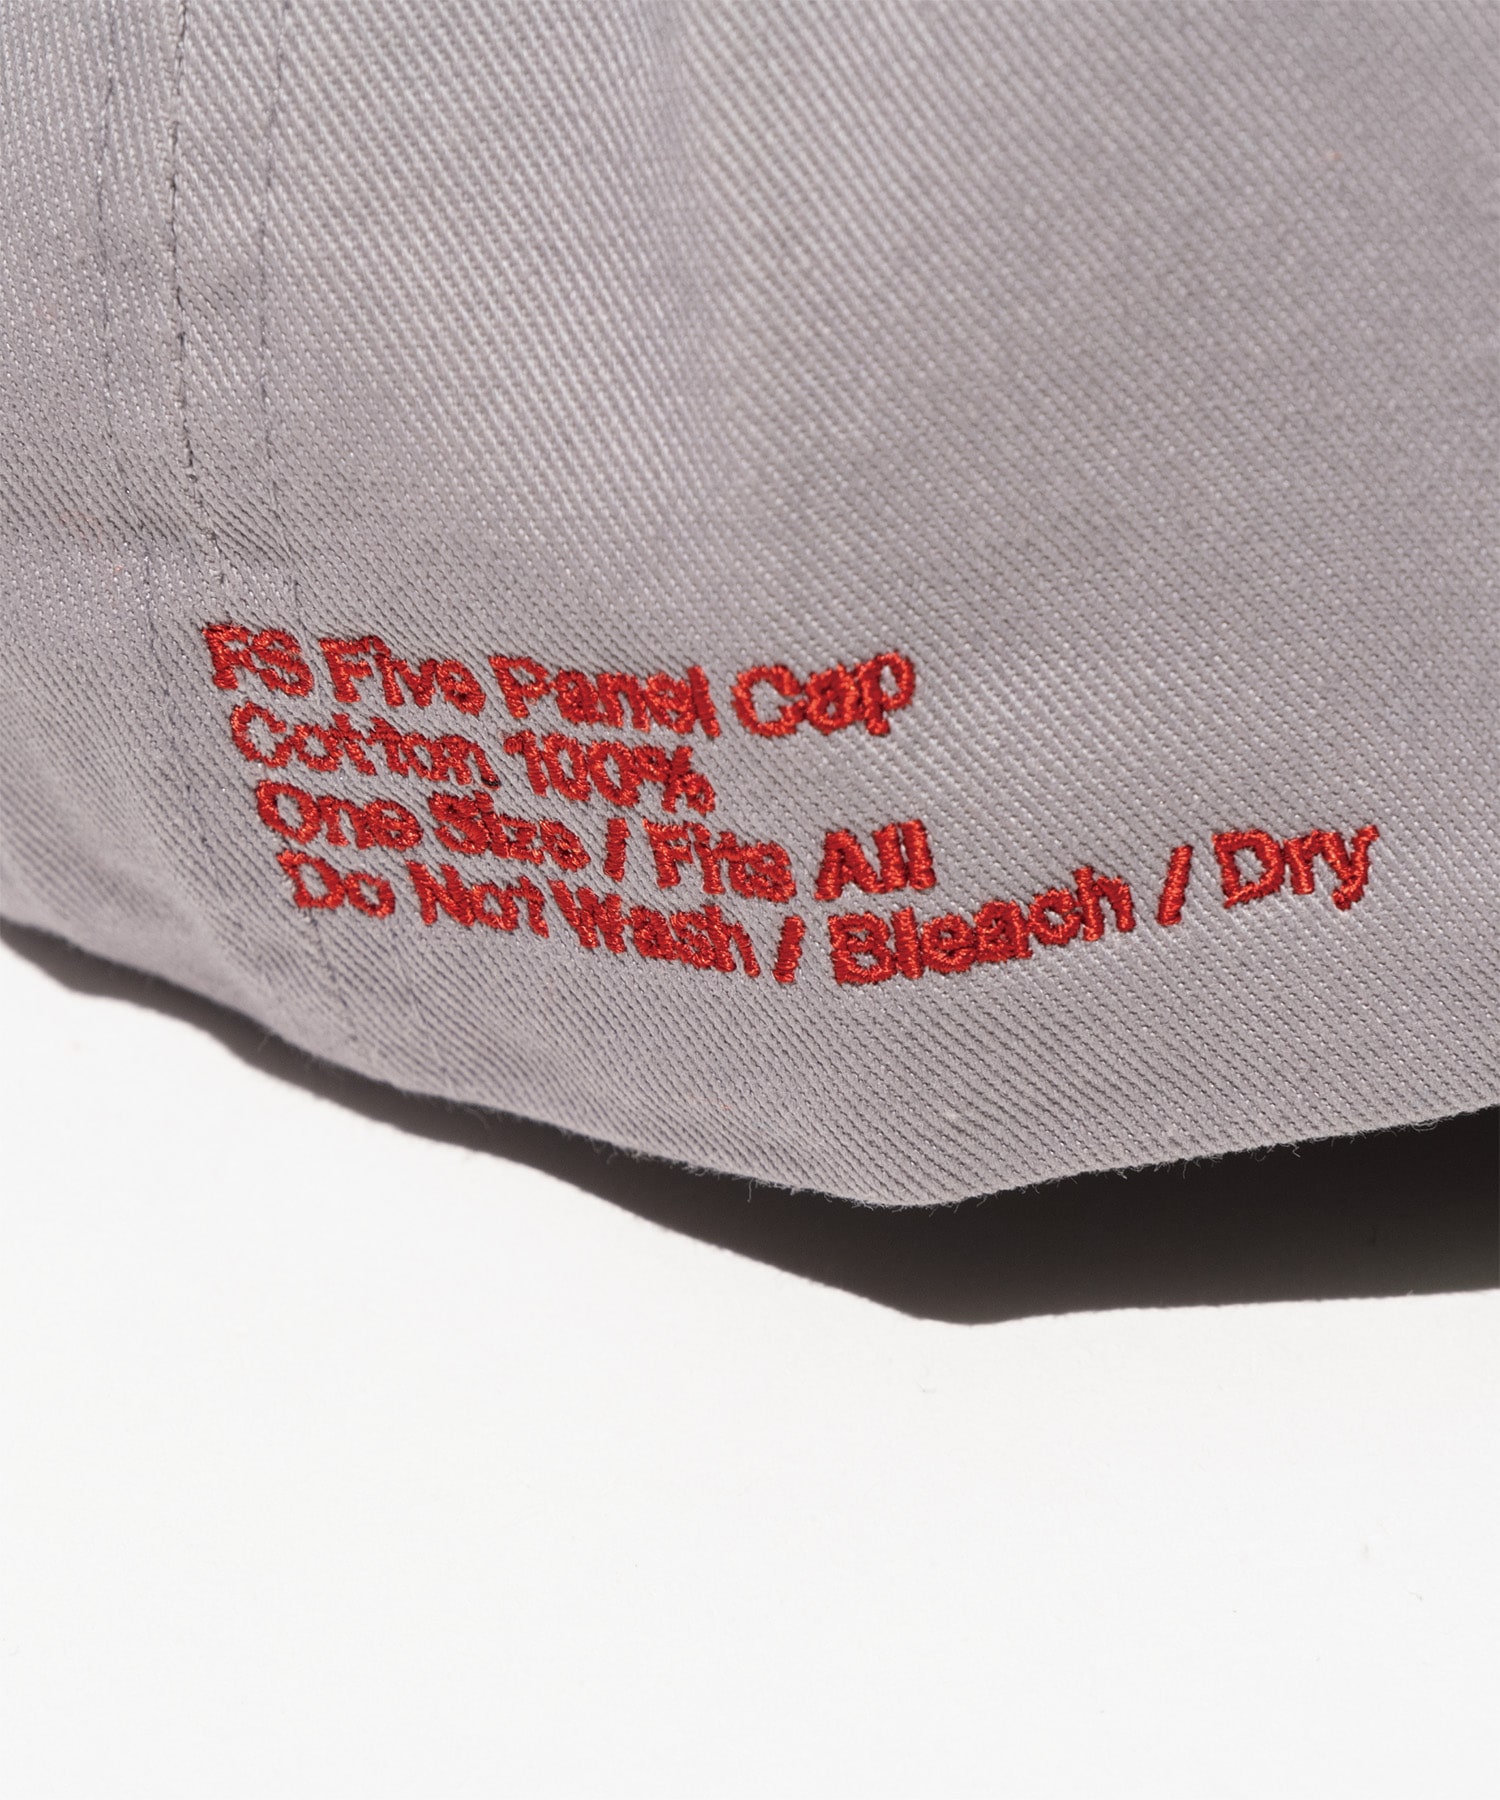 FS Five Panel Cap
Cotton 100%
One Size / Fits All
Do Not Wash / Bleach / Dry